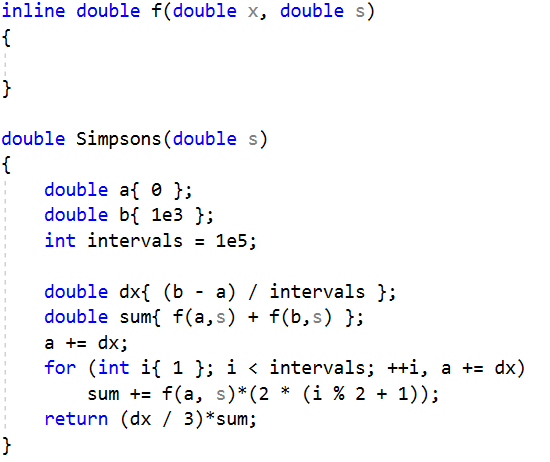 inline double f(double x, double s)
{
}
double Simpsons(double s)
{
double a{ 0 };
double b{ 1e3 };
int intervals = 1e5;
double dx{ (b - a) / intervals };
double sum{ f(a,s) + f(b,s) };
a += dx;
for (int i{ 1 }; i < intervals; ++i, a += dx)
sum += f(a, s)*(2 * (i % 2 + 1));
return (dx / 3)*sum;
}